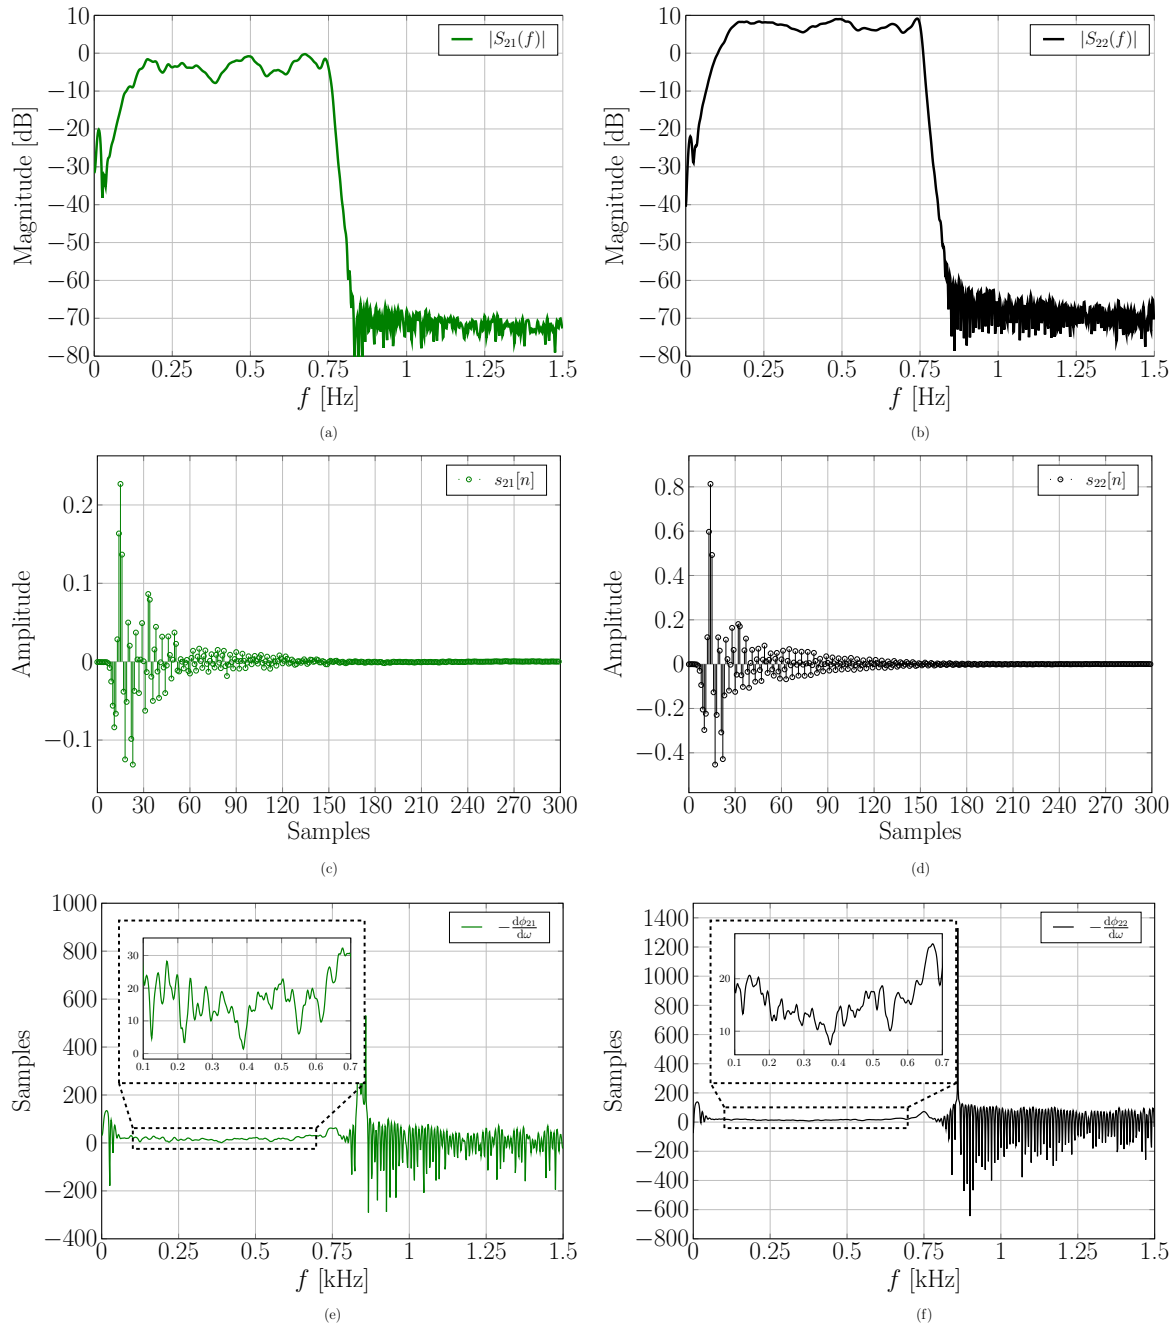 10
0
−10
−20
−30
−40
−50
−60
−70
−80
Magnitude [dB]
|S21(f)|
0 0.25 0.5 0.75 1 1.25 1.5
f [Hz]
(a)
10
0
−10
−20
−30
−40
−50
−60
−70
−80
Magnitude [dB]
|S22(f)|
0 0.25 0.5 0.75 1 1.25 1.5
f [Hz]
(b)
0.2
0.1
0
−0.1
Amplitude
s21[n]
0 30 60 90 120 150 180 210 240 270 300
Samples
(c)
0.8
0.6
0.4
0.2
0
−0.2
−0.4
Amplitude
s22[n]
0 30 60 90 120 150 180 210 240 270 300
Samples
(d)
1000
800
600
400
200
0
−200
−400
Samples
−dϕ21/dω
30
20
10
0
0.1 0.2 0.3 0.4 0.5 0.6 0.7
0 0.25 0.5 0.75 1 1.25 1.5
f [kHz]
(e)
1400
1200
1000
800
600
400
200
0
−200
−400
−600
−800
Samples
−dϕ22/dω
20
10
0.1 0.2 0.3 0.4 0.5 0.6 0.7
0 0.25 0.5 0.75 1 1.25 1.5
f [kHz]
(f)